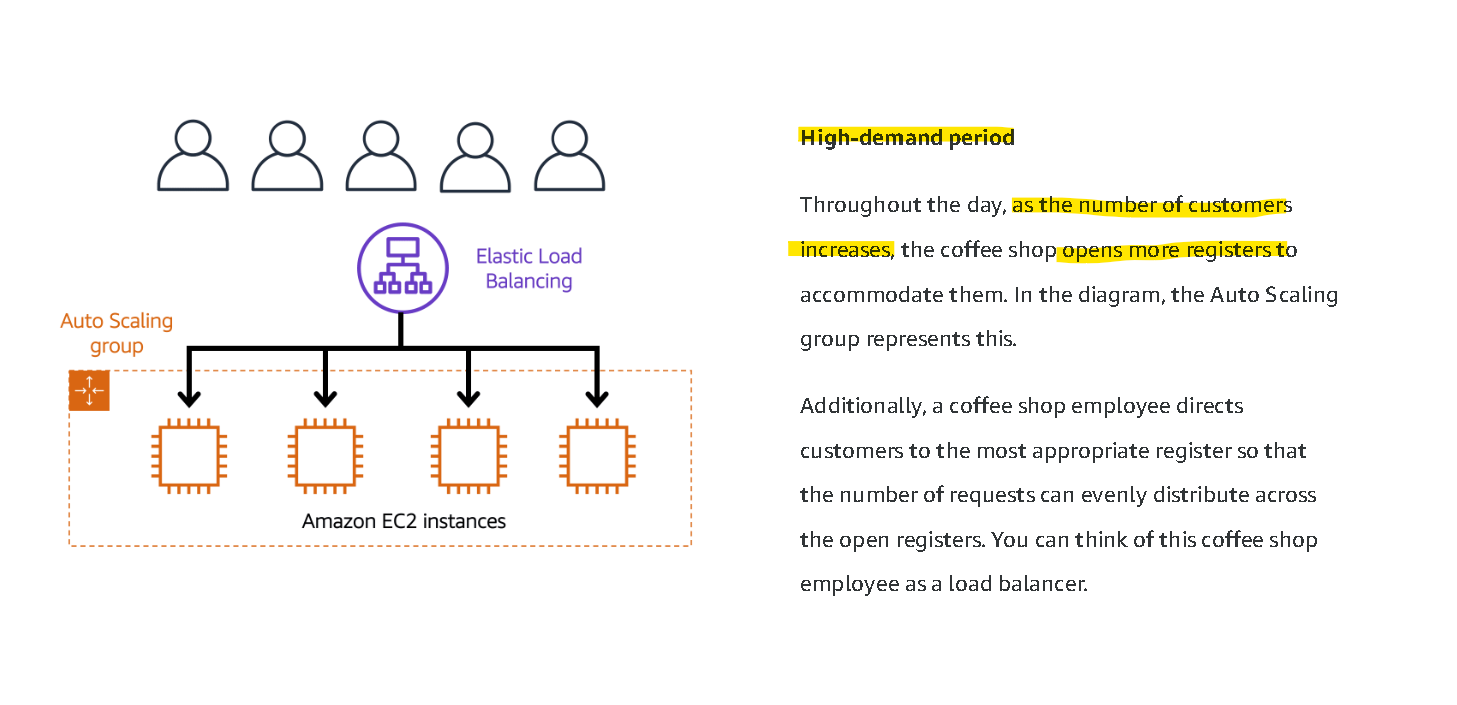 Elastic Load
Balancing
Auto Scaling
group
Amazon EC2 instances
High-demand period
Throughout the day, as the number of customers
increases, the coffee shop opens more registers to
accommodate them. In the diagram, the Auto Scaling
group represents this.
Additionally, a coffee shop employee directs
customers to the most appropriate register so that
the number of requests can evenly distribute across
the open registers. You can think of this coffee shop
employee as a load balancer.